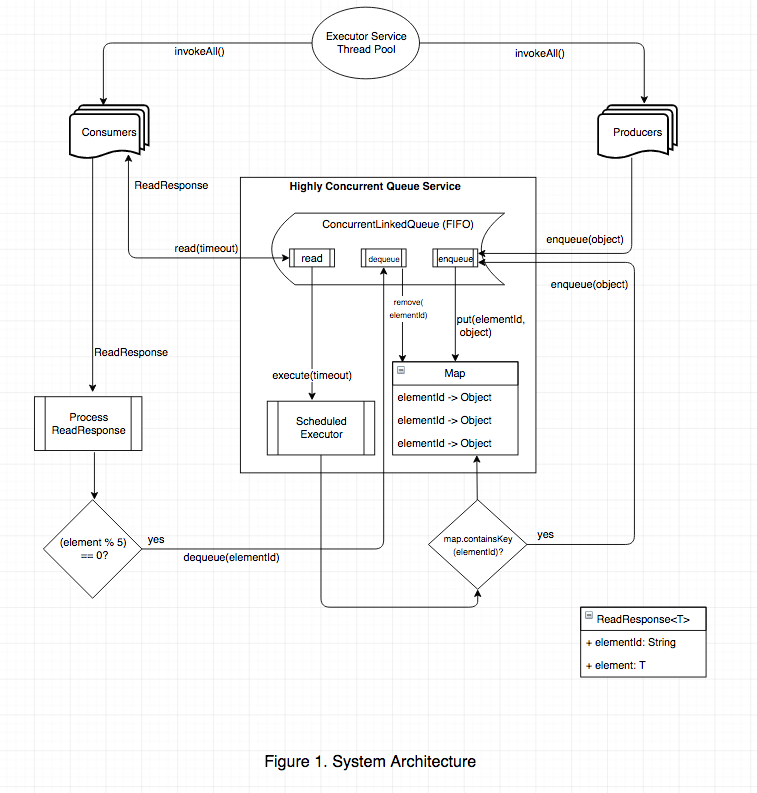 Executor Service
Thread Pool
invokeAll()
invokeAll()
Consumers
Producers
ReadResponse
Highly Concurrent Queue Service
ConcurrentLinkedQueue (FIFO)
read(timeout)
read
dequeue
enqueue
enqueue(object)
enqueue(object)
remove(
elementId)
put(elementId,
object)
ReadResponse
execute(timeout)
Map
elementId -> Object
elementId -> Object
elementId -> Object
Scheduled
Executor
Process
ReadResponse
(element % 5)
== 0?
yes
dequeue(elementId)
map.containsKey
(elementId)?
yes
ReadResponse<T>
+ elementId: String
+ element: T
Figure 1. System Architecture